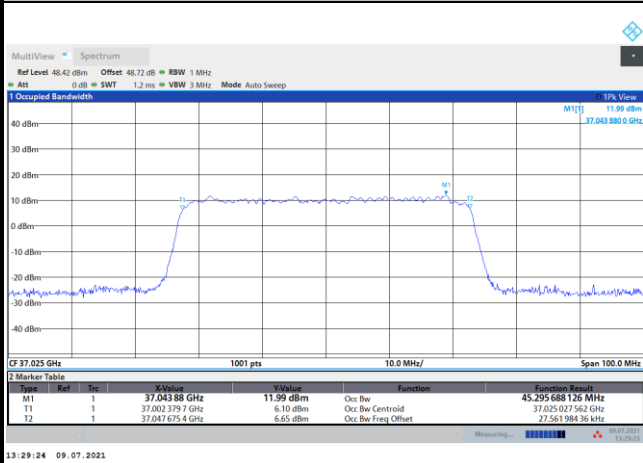 MultiView Spectrum
Ref Level 48.42 dBm Offset 48.72 dB RBW 1 MHz
Att 0 dB SWT 1.2 ms VBW 3 MHz Mode Auto Sweep
1 Occupied Bandwidth 1Pk View
M1[1] 11.99 dBm
37.043 880 0 GHz
40 dBm
30 dBm
20 dBm
M1
T1 T2
10 dBm
0 dBm
-10 dBm
-20 dBm
-30 dBm
-40 dBm
CF 37.025 GHz 1001 pts 10.0 MHz/ Span 100.0 MHz
2 Marker Table
Type Ref Trc X-Value Y-Value Function Function Result
M1 1 37.043 88 GHz 11.99 dBm Occ Bw 45.295 688 126 MHz
T1 1 37.002 379 7 GHz 6.10 dBm Occ Bw Centroid 37.025 027 562 GHz
T2 1 37.047 675 4 GHz 6.65 dBm Occ Bw Freq Offset 27.561 984 36 kHz
Measuring... 09.07.2021
13:29:23
13:29:24 09.07.2021